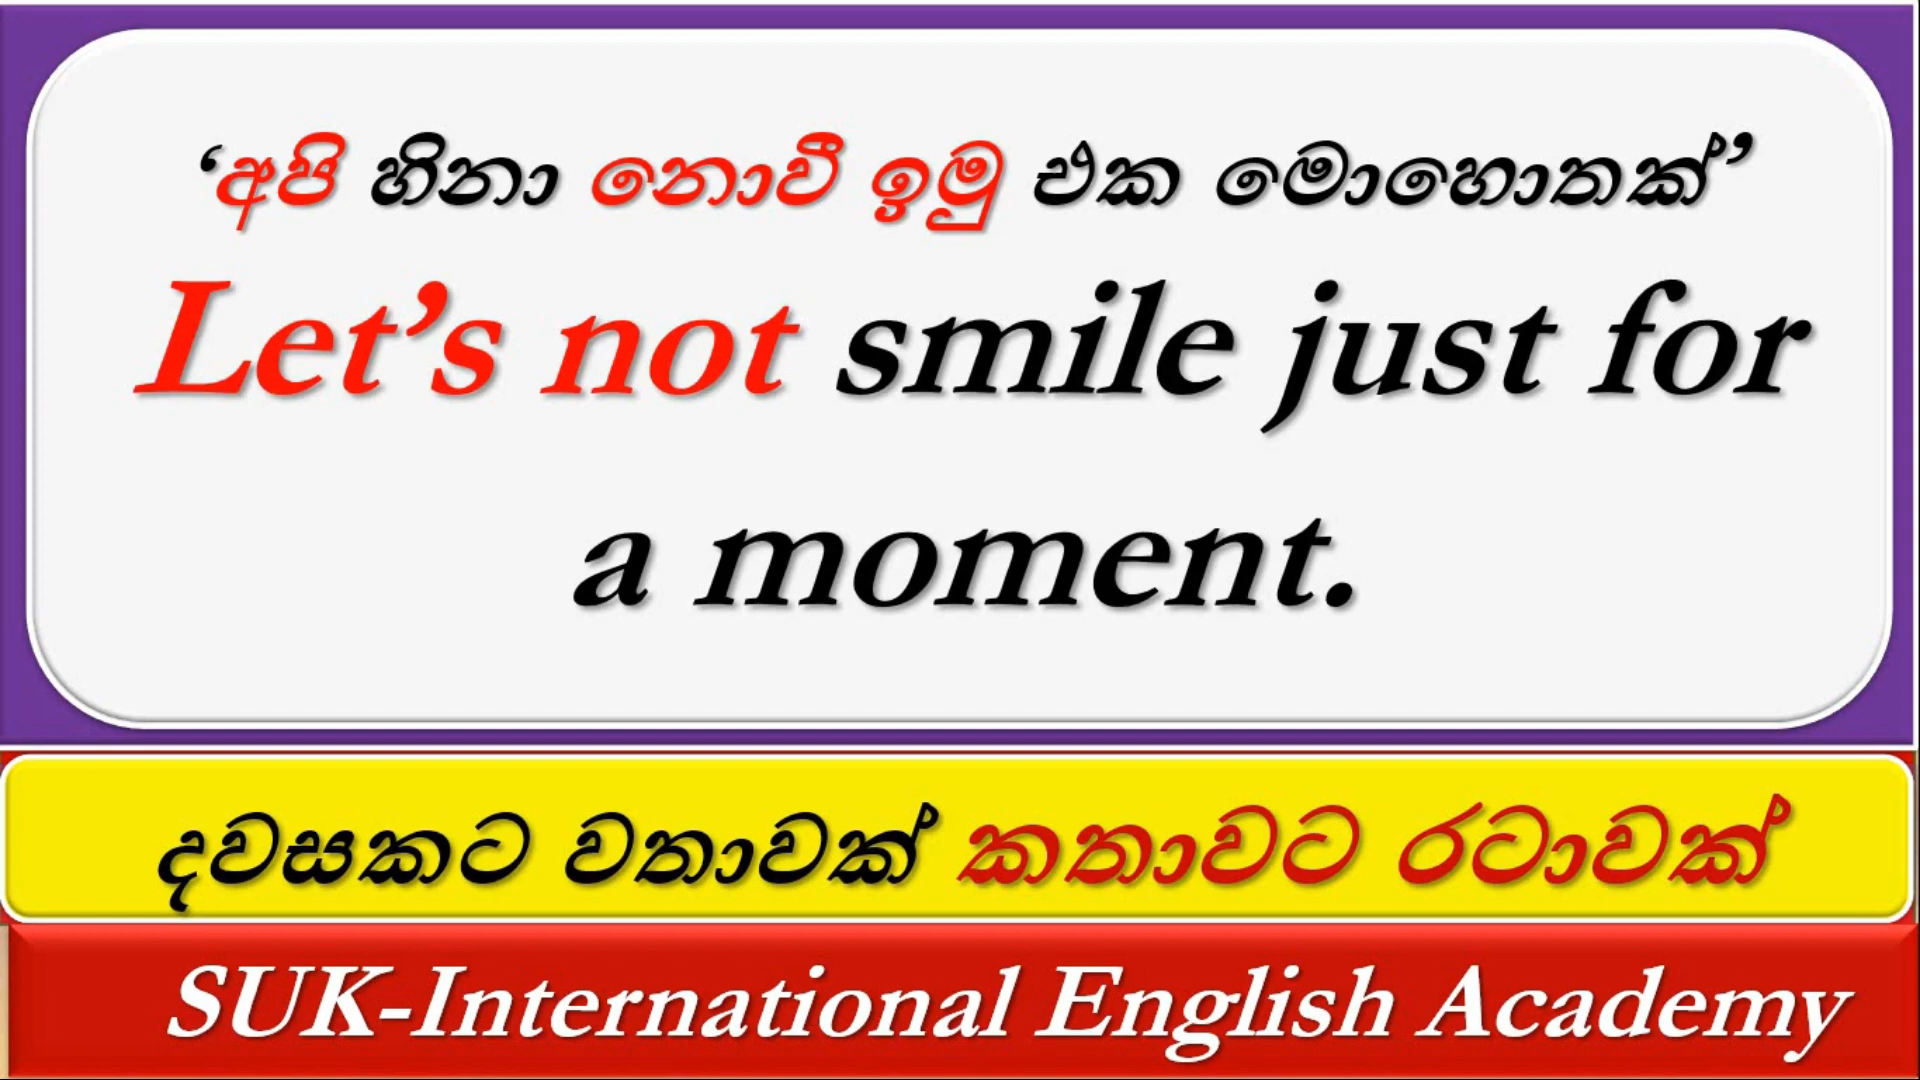 ‘අපි හිනා නොවී ඉමු එක මොහොතක්’
Let’s not smile just for
a moment.
දවසකට වතාවක් කතාවට රටාවක්
SUK-International English Academy